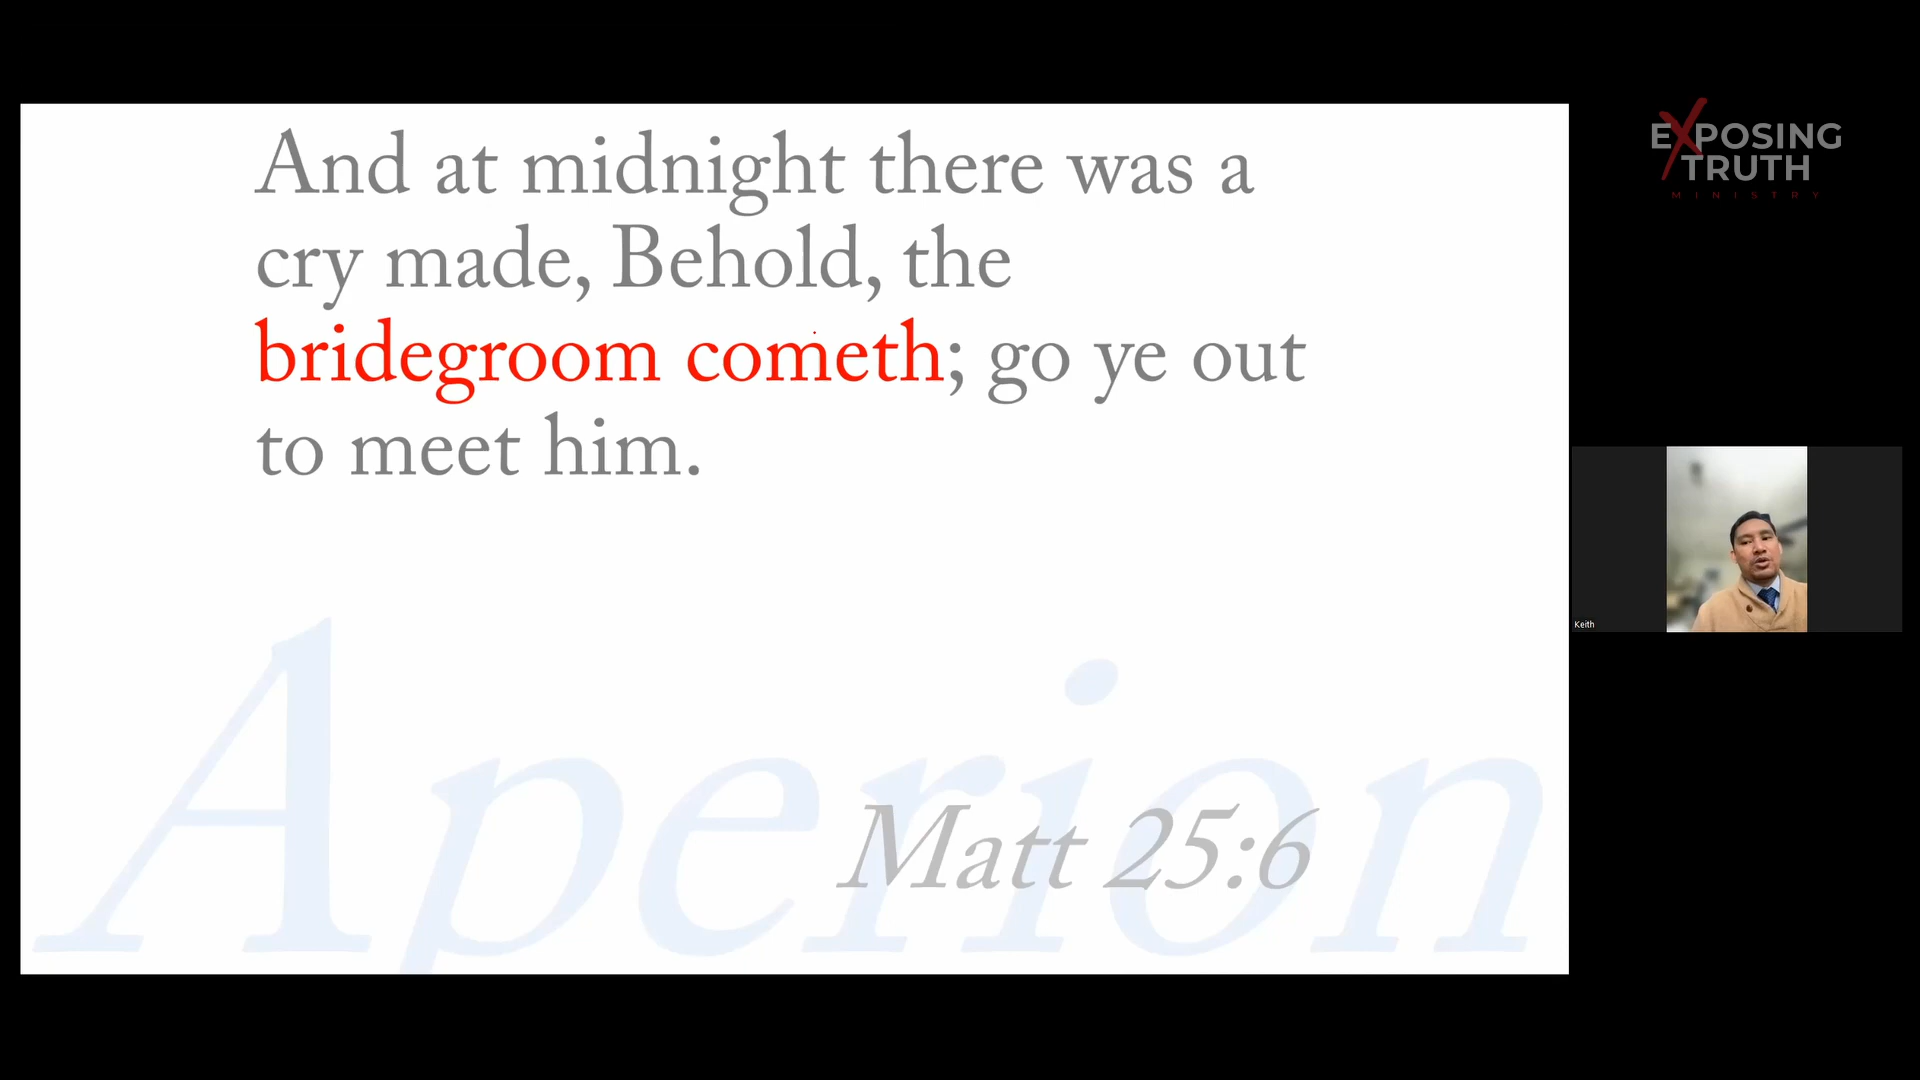 And at midnight there was a
cry made, Behold, the
bridegroom cometh; go ye out
to meet him.
Aperion
Matt 25:6
EXPOSING
TRUTH
MINISTRY
Keith